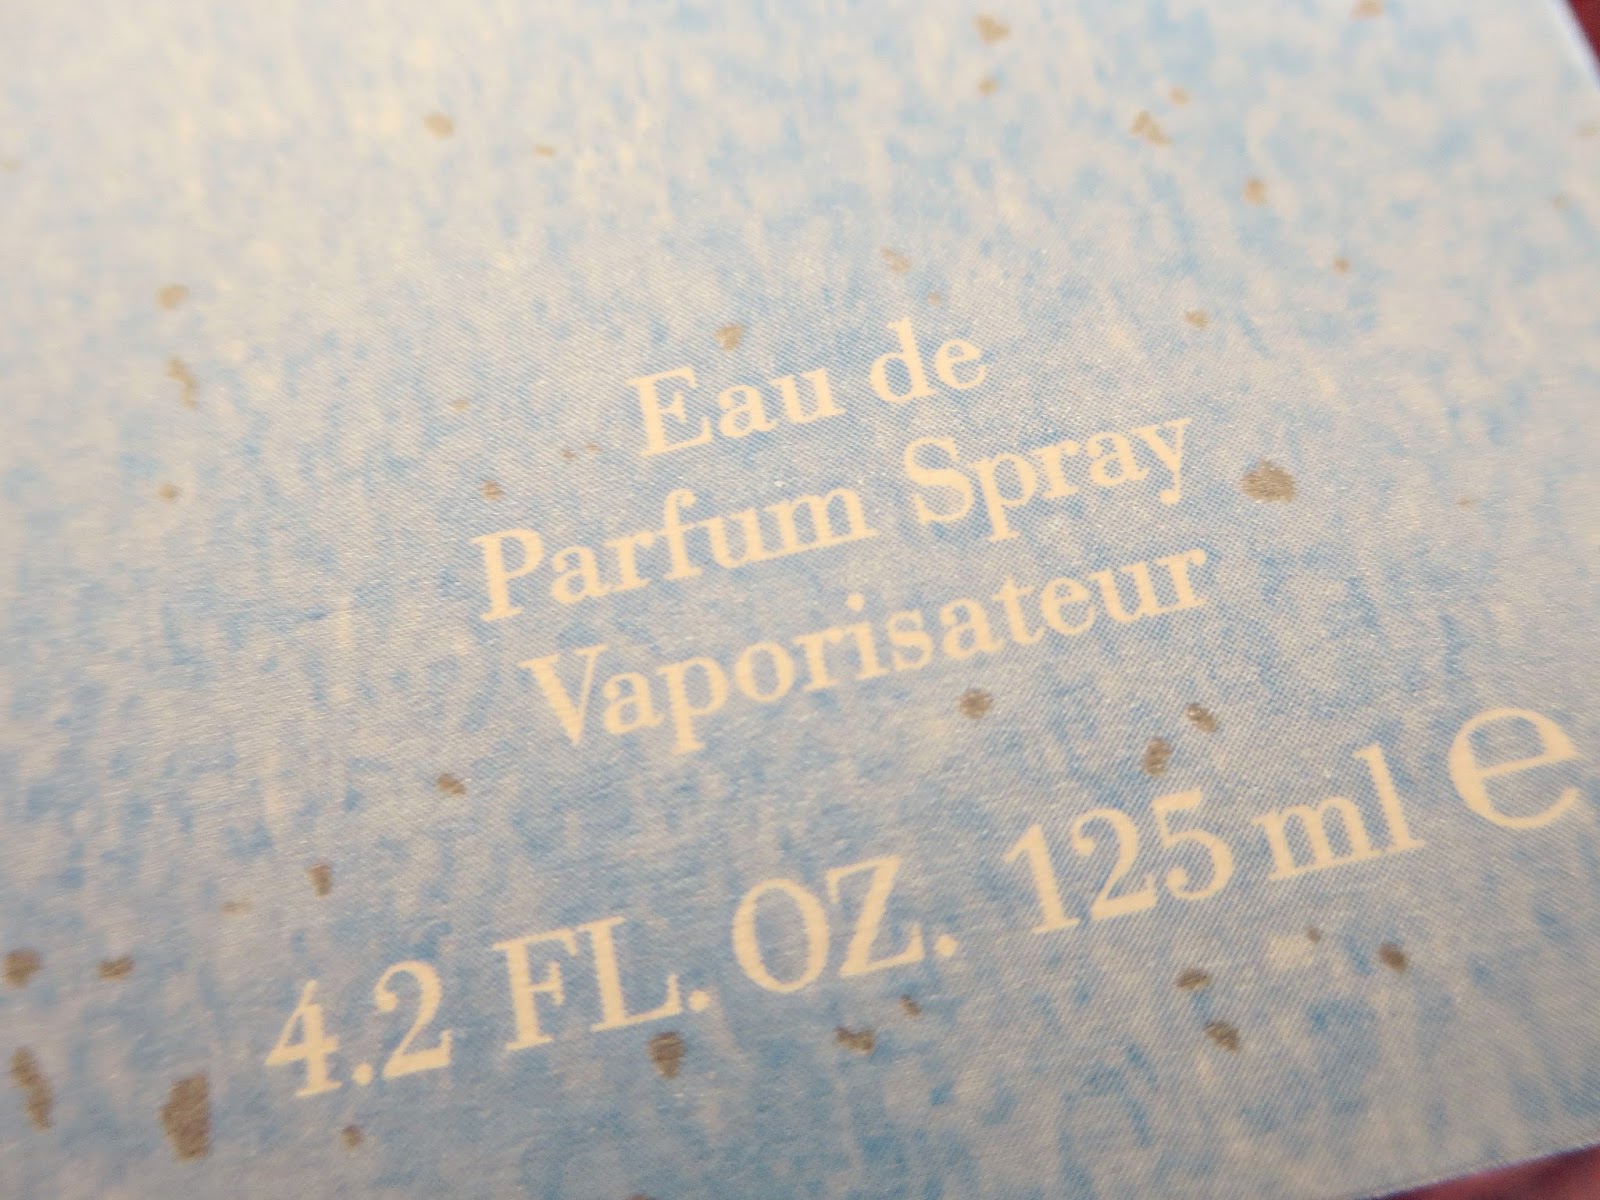 Eau de
Parfum Spray
Vaporisateur
4.2 FL. OZ. 125 ml ℮